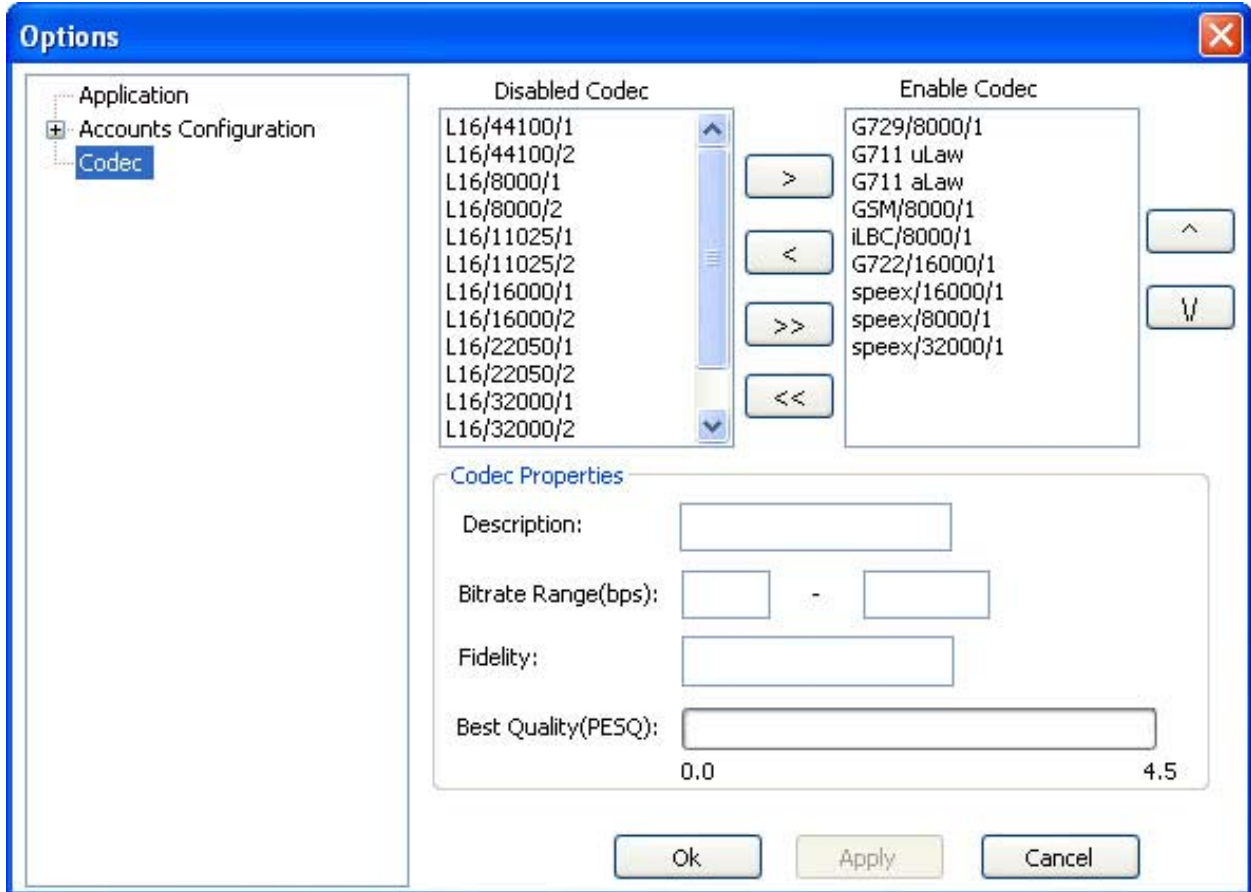 Options
Application
Accounts Configuration
Codec
Disabled Codec
L16/44100/1
L16/44100/2
L16/8000/1
L16/8000/2
L16/11025/1
L16/11025/2
L16/16000/1
L16/16000/2
L16/22050/1
L16/22050/2
L16/32000/1
L16/32000/2
>
<
>>
<<
Enable Codec
G729/8000/1
G711 uLaw
G711 aLaw
GSM/8000/1
iLBC/8000/1
G722/16000/1
speex/16000/1
speex/8000/1
speex/32000/1
^
\/
Codec Properties
Description:
Bitrate Range(bps): -
Fidelity:
Best Quality(PESQ):
0.0 4.5
Ok Apply Cancel